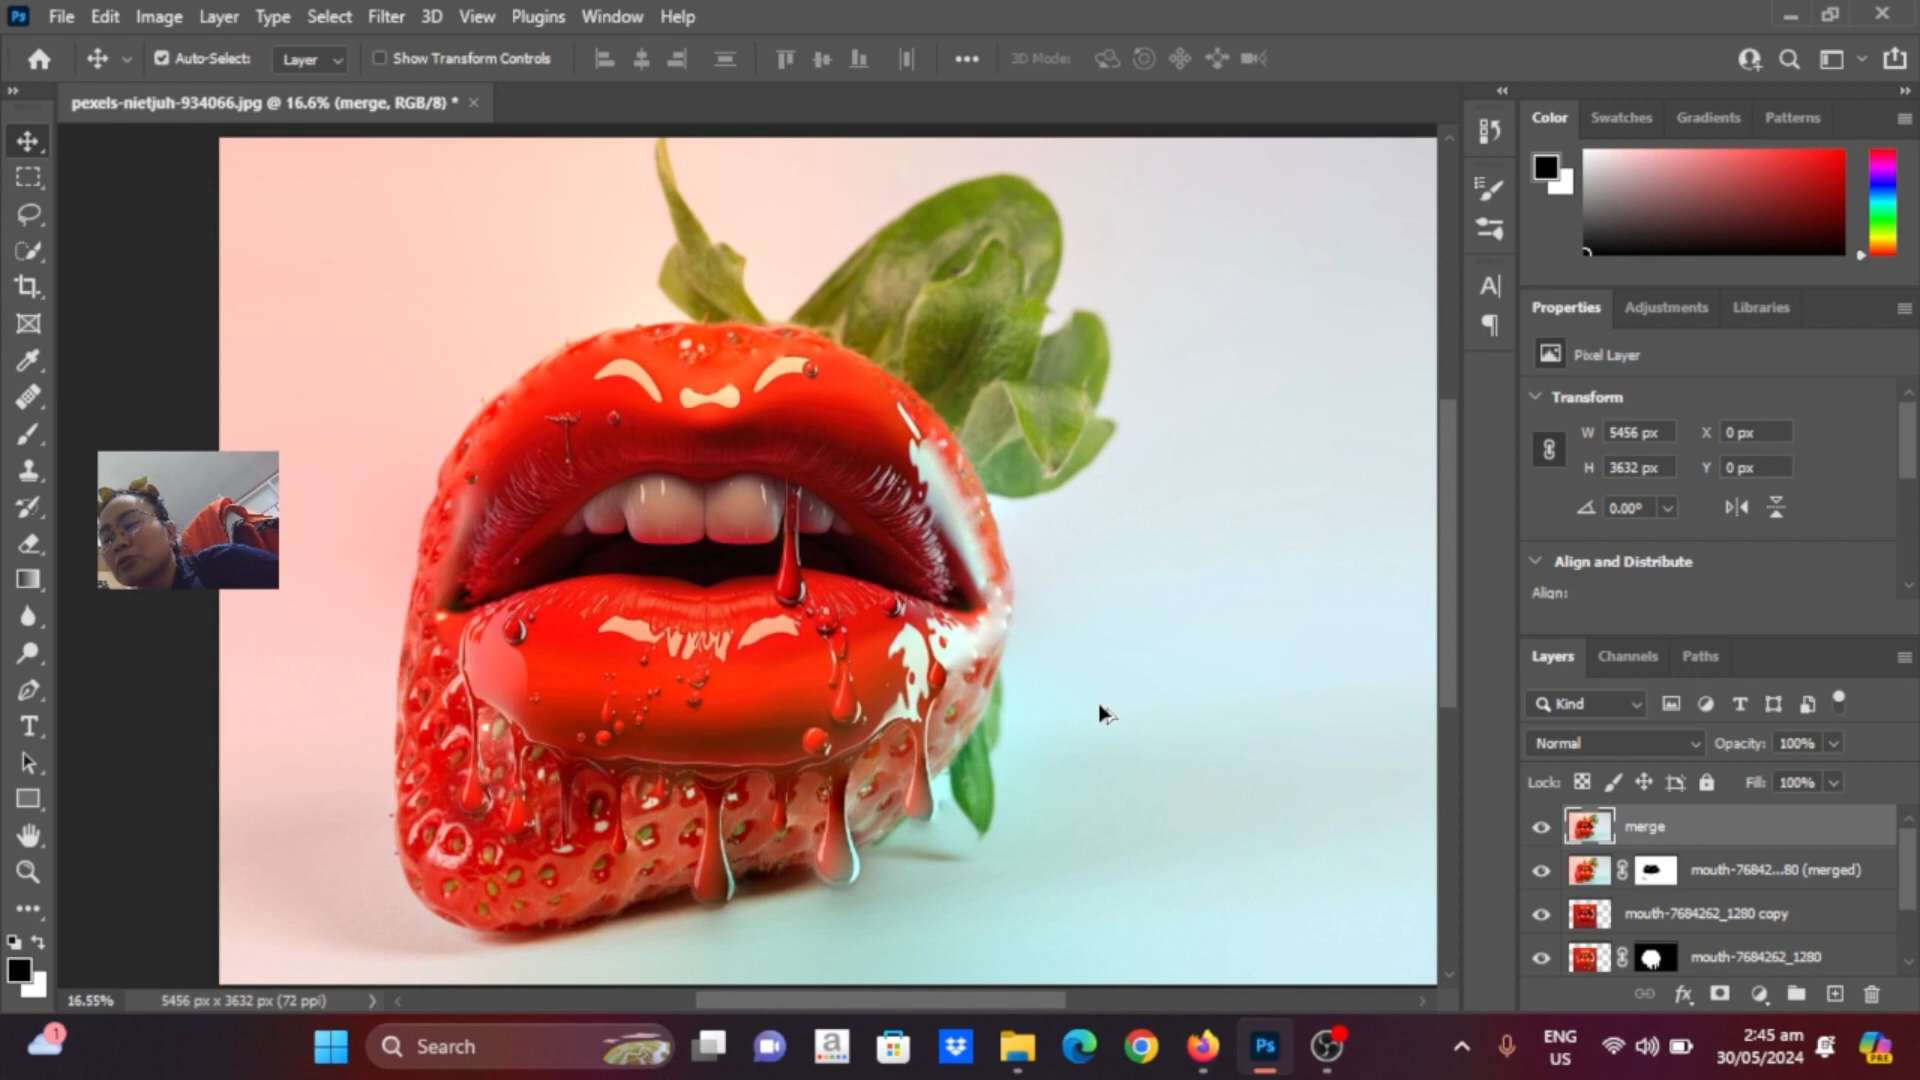 Ps File Edit Image Layer Type Select Filter 3D View Plugins Window Help
Auto-Select: Layer Show Transform Controls 3D Mode:
pexels-nietjuh-934066.jpg @ 16.6% (merge, RGB/8) *
Color Swatches Gradients Patterns
Properties Adjustments Libraries
Pixel Layer
Transform
W 5456 px X 0 px
H 3632 px Y 0 px
0.00°
Align and Distribute
Align:
Layers Channels Paths
Kind
Normal Opacity: 100%
Lock: Fill: 100%
merge
mouth-76842...80 (merged)
mouth-7684262_1280 copy
mouth-7684262_1280
16.55% 5456 px x 3632 px (72 ppi)
1 Search a Ps ENG 2:45 am
US 30/05/2024 PRE